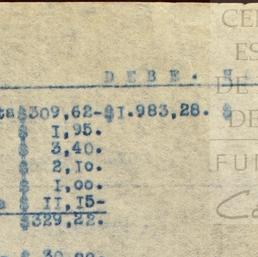 DEBE.
ta $309,62-$1.983,28. $
$ 1,95.
$ 3,40.
$ 2,10.
$ 1,00.
$ 11,15-
$329,22.
CE
ES
DE
DE
FU